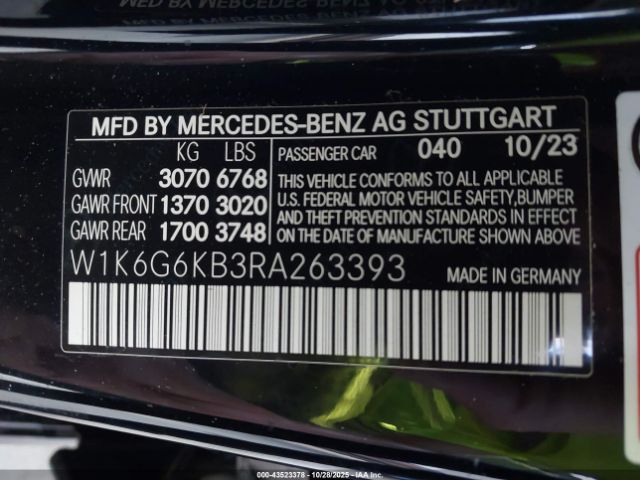 MFD BY MERCEDES-BENZ AG STUTTGART
KG LBS
GVWR 3070 6768
GAWR FRONT 1370 3020
GAWR REAR 1700 3748
PASSENGER CAR 040 10/23
THIS VEHICLE CONFORMS TO ALL APPLICABLE
U.S. FEDERAL MOTOR VEHICLE SAFETY,BUMPER
AND THEFT PREVENTION STANDARDS IN EFFECT
ON THE DATE OF MANUFACTURE SHOWN ABOVE.
W1K6G6KB3RA263393
MADE IN GERMANY
000-43523378 - 10/28/2025 - IAAI.COM